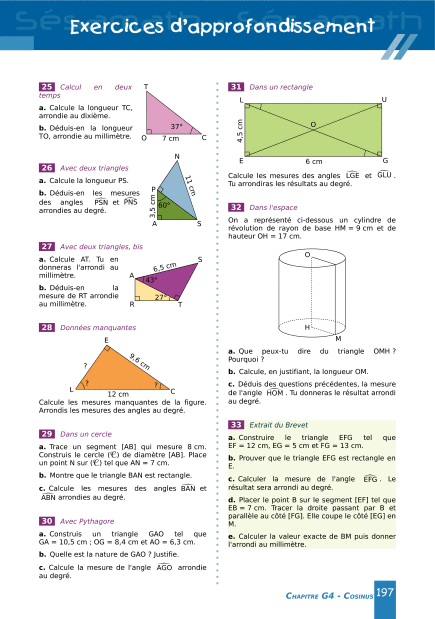 Sésamath
Sésamath
Exercices d'approfondissement
25 Calcul en deux
temps
a. Calcule la longueur TC,
arrondie au dixième.
b. Déduis-en la longueur
TO, arrondie au millimètre.
T
37°
O 7 cm C
26 Avec deux triangles
a. Calcule la longueur PS.
b. Déduis-en les mesures
des angles PSN et PNS
arrondies au degré.
N
11 cm
P
60°
3,5 cm
A S
27 Avec deux triangles, bis
a. Calcule AT. Tu en
donneras l'arrondi au
millimètre.
b. Déduis-en la
mesure de RT arrondie
au millimètre.
S
6,5 cm
A
43°
27°
R T
28 Données manquantes
E
9,6 cm
?
? ?
L C
12 cm
Calcule les mesures manquantes de la figure.
Arrondis les mesures des angles au degré.
29 Dans un cercle
a. Trace un segment [AB] qui mesure 8 cm.
Construis le cercle (C) de diamètre [AB]. Place
un point N sur (C) tel que AN = 7 cm.
b. Montre que le triangle BAN est rectangle.
c. Calcule les mesures des angles BAN et
ABN arrondies au degré.
30 Avec Pythagore
a. Construis un triangle GAO tel que
GA = 10,5 cm ; OG = 8,4 cm et AO = 6,3 cm.
b. Quelle est la nature de GAO ? Justifie.
c. Calcule la mesure de l'angle AGO arrondie
au degré.
31 Dans un rectangle
L U
O
4,5 cm
E 6 cm G
Calcule les mesures des angles LGE et GLU .
Tu arrondiras les résultats au degré.
32 Dans l'espace
On a représenté ci-dessous un cylindre de
révolution de rayon de base HM = 9 cm et de
hauteur OH = 17 cm.
O
H
M
a. Que peux-tu dire du triangle OMH ?
Pourquoi ?
b. Calcule, en justifiant, la longueur OM.
c. Déduis des questions précédentes, la mesure
de l'angle HOM . Tu donneras le résultat arrondi
au degré.
33 Extrait du Brevet
a. Construire le triangle EFG tel que
EF = 12 cm, EG = 5 cm et FG = 13 cm.
b. Prouver que le triangle EFG est rectangle en
E.
c. Calculer la mesure de l'angle EFG . Le
résultat sera arrondi au degré.
d. Placer le point B sur le segment [EF] tel que
EB = 7 cm. Tracer la droite passant par B et
parallèle au côté [FG]. Elle coupe le côté [EG] en
M.
e. Calculer la valeur exacte de BM puis donner
l'arrondi au millimètre.
CHAPITRE G4 - COSINUS 197